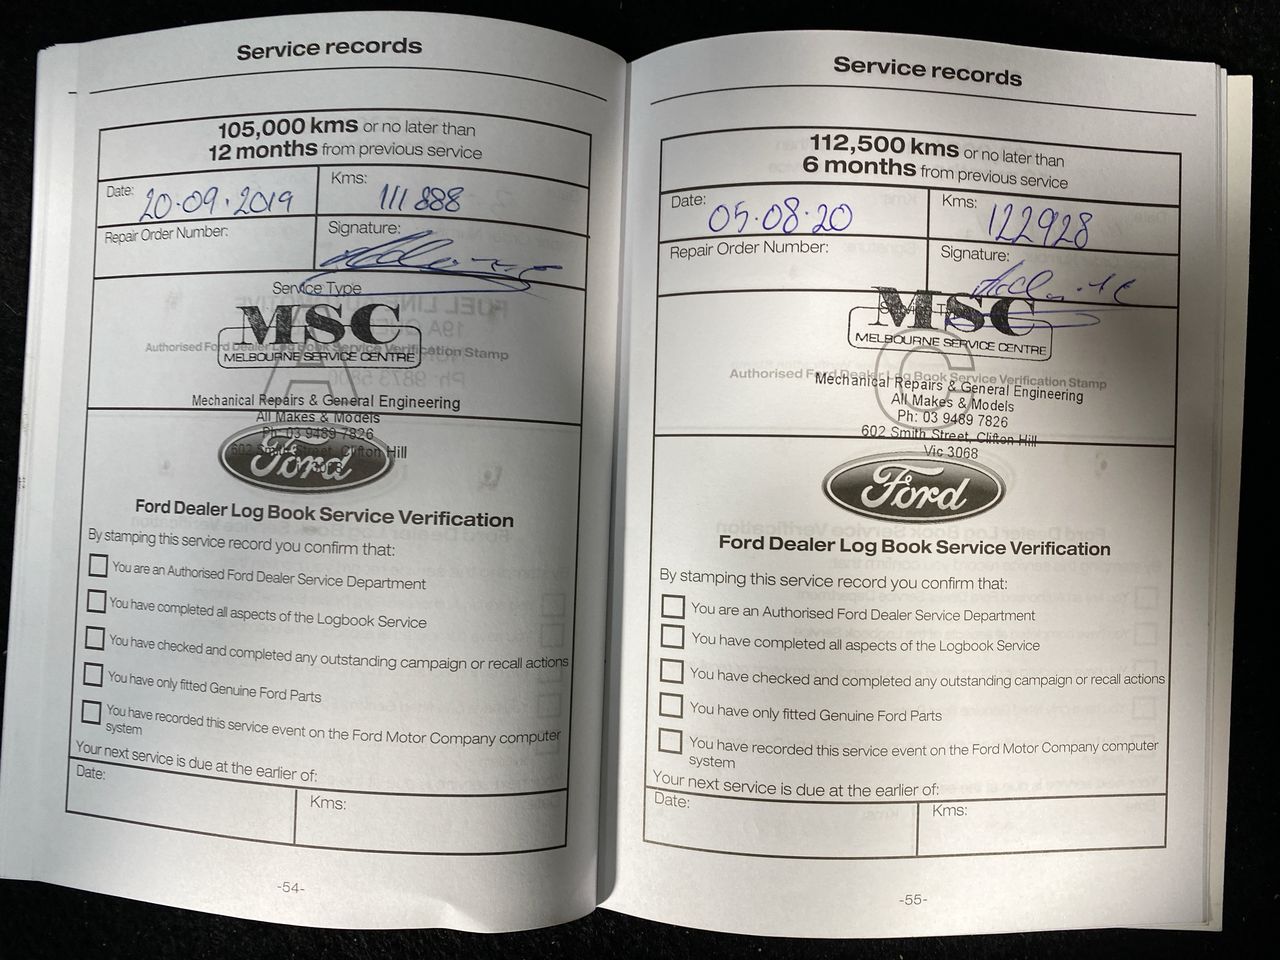 Service records
105,000 kms or no later than
12 months from previous service
Date: 20·09·2019
Kms: 111888
Repair Order Number:
Signature:
Service Type
A
MSC
MELBOURNE SERVICE CENTRE
Authorised Ford Dealer Log Book Service Verification Stamp
Mechanical Repairs & General Engineering
All Makes & Models
Ph: 03 9489 7826
602 Smith Street, Clifton Hill
3068
Ford
Ford Dealer Log Book Service Verification
By stamping this service record you confirm that:
You are an Authorised Ford Dealer Service Department
You have completed all aspects of the Logbook Service
You have checked and completed any outstanding campaign or recall actions
You have only fitted Genuine Ford Parts
You have recorded this service event on the Ford Motor Company computer
system
Your next service is due at the earlier of:
Date:
Kms:
-54-
Service records
112,500 kms or no later than
6 months from previous service
Date: 05·08·20
Kms: 122928
Repair Order Number:
Signature:
MSC
MELBOURNE SERVICE CENTRE
C
Authorised Ford Dealer Log Book Service Verification Stamp
Mechanical Repairs & General Engineering
All Makes & Models
Ph: 03 9489 7826
602 Smith Street, Clifton Hill
Vic 3068
Ford
Ford Dealer Log Book Service Verification
By stamping this service record you confirm that:
You are an Authorised Ford Dealer Service Department
You have completed all aspects of the Logbook Service
You have checked and completed any outstanding campaign or recall actions
You have only fitted Genuine Ford Parts
You have recorded this service event on the Ford Motor Company computer
system
Your next service is due at the earlier of:
Date:
Kms:
-55-